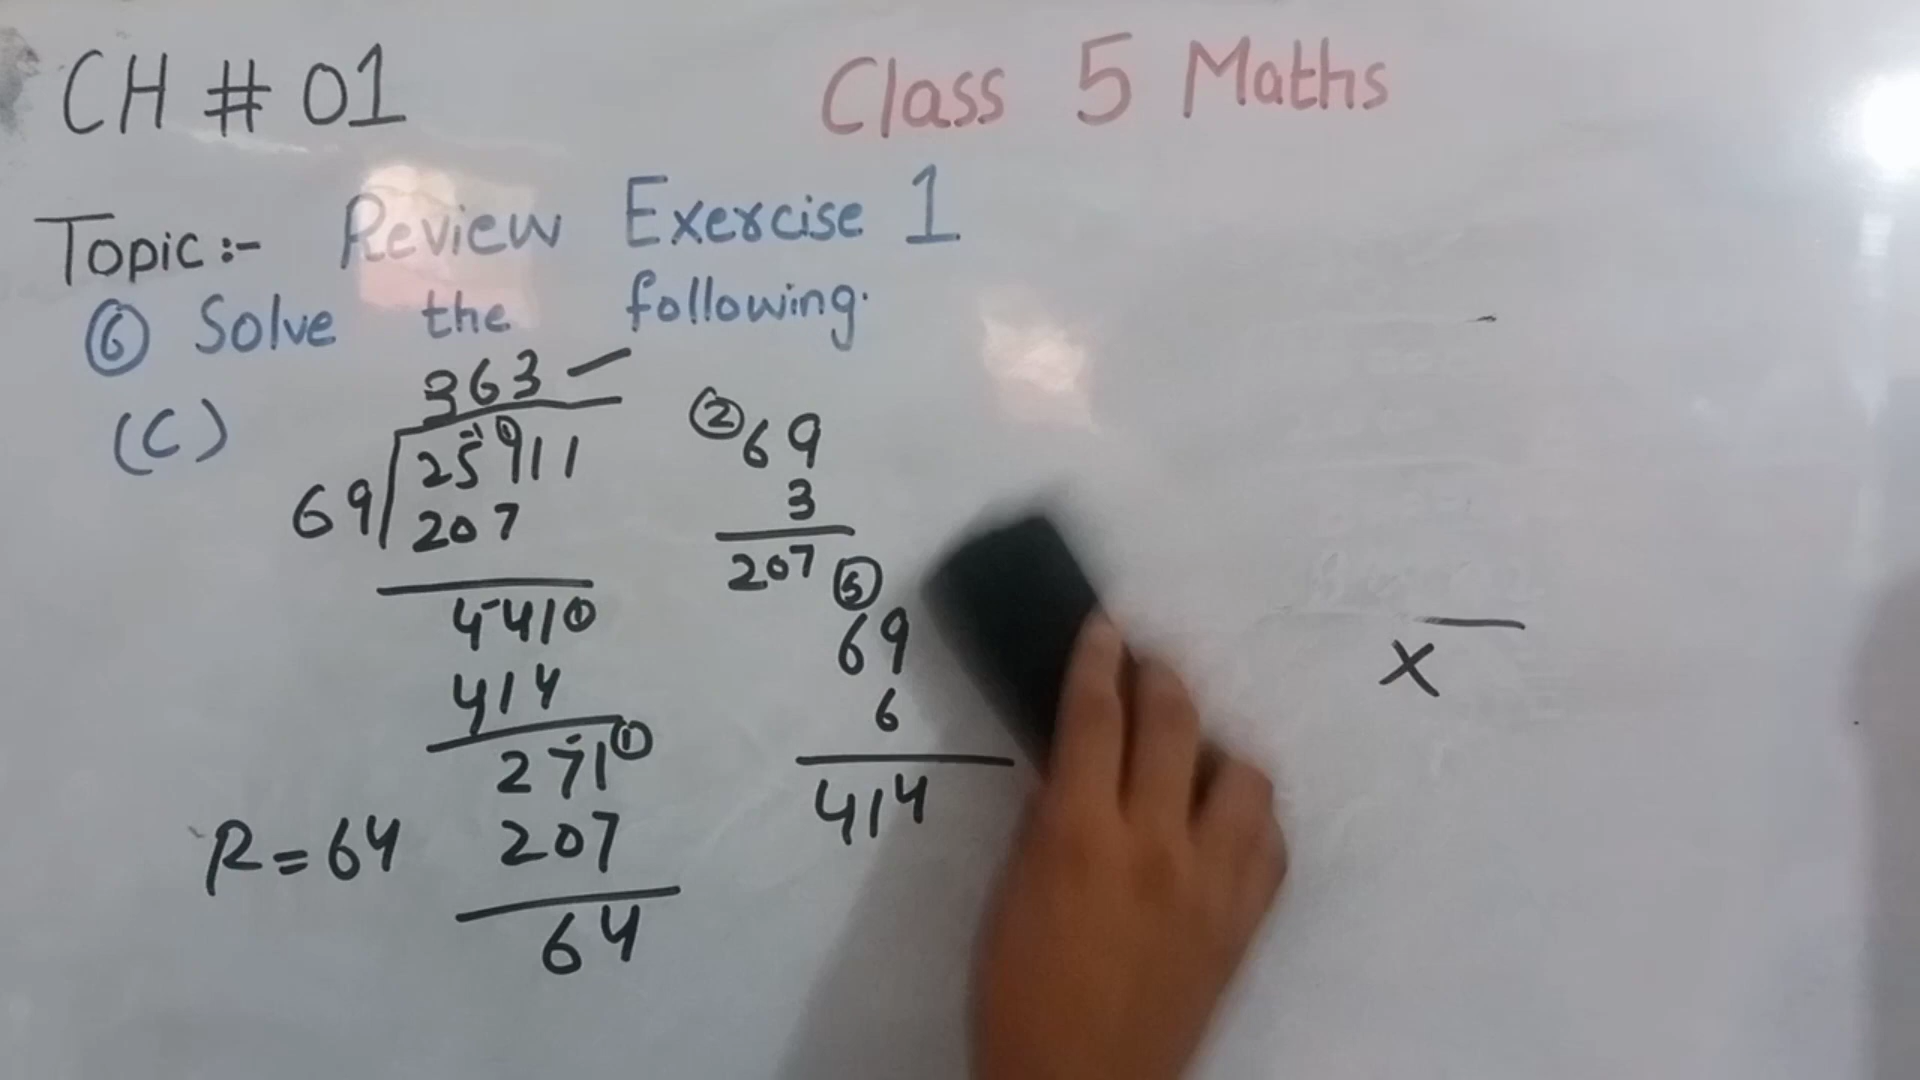 CH # 01 Class 5 Maths
Topic:- Review Exercise 1
⑥ Solve the following.
(C)
363
69 25911
207
4410
414
271
207
64
R = 64
② 69
3
207
⑤
69
6
414
X